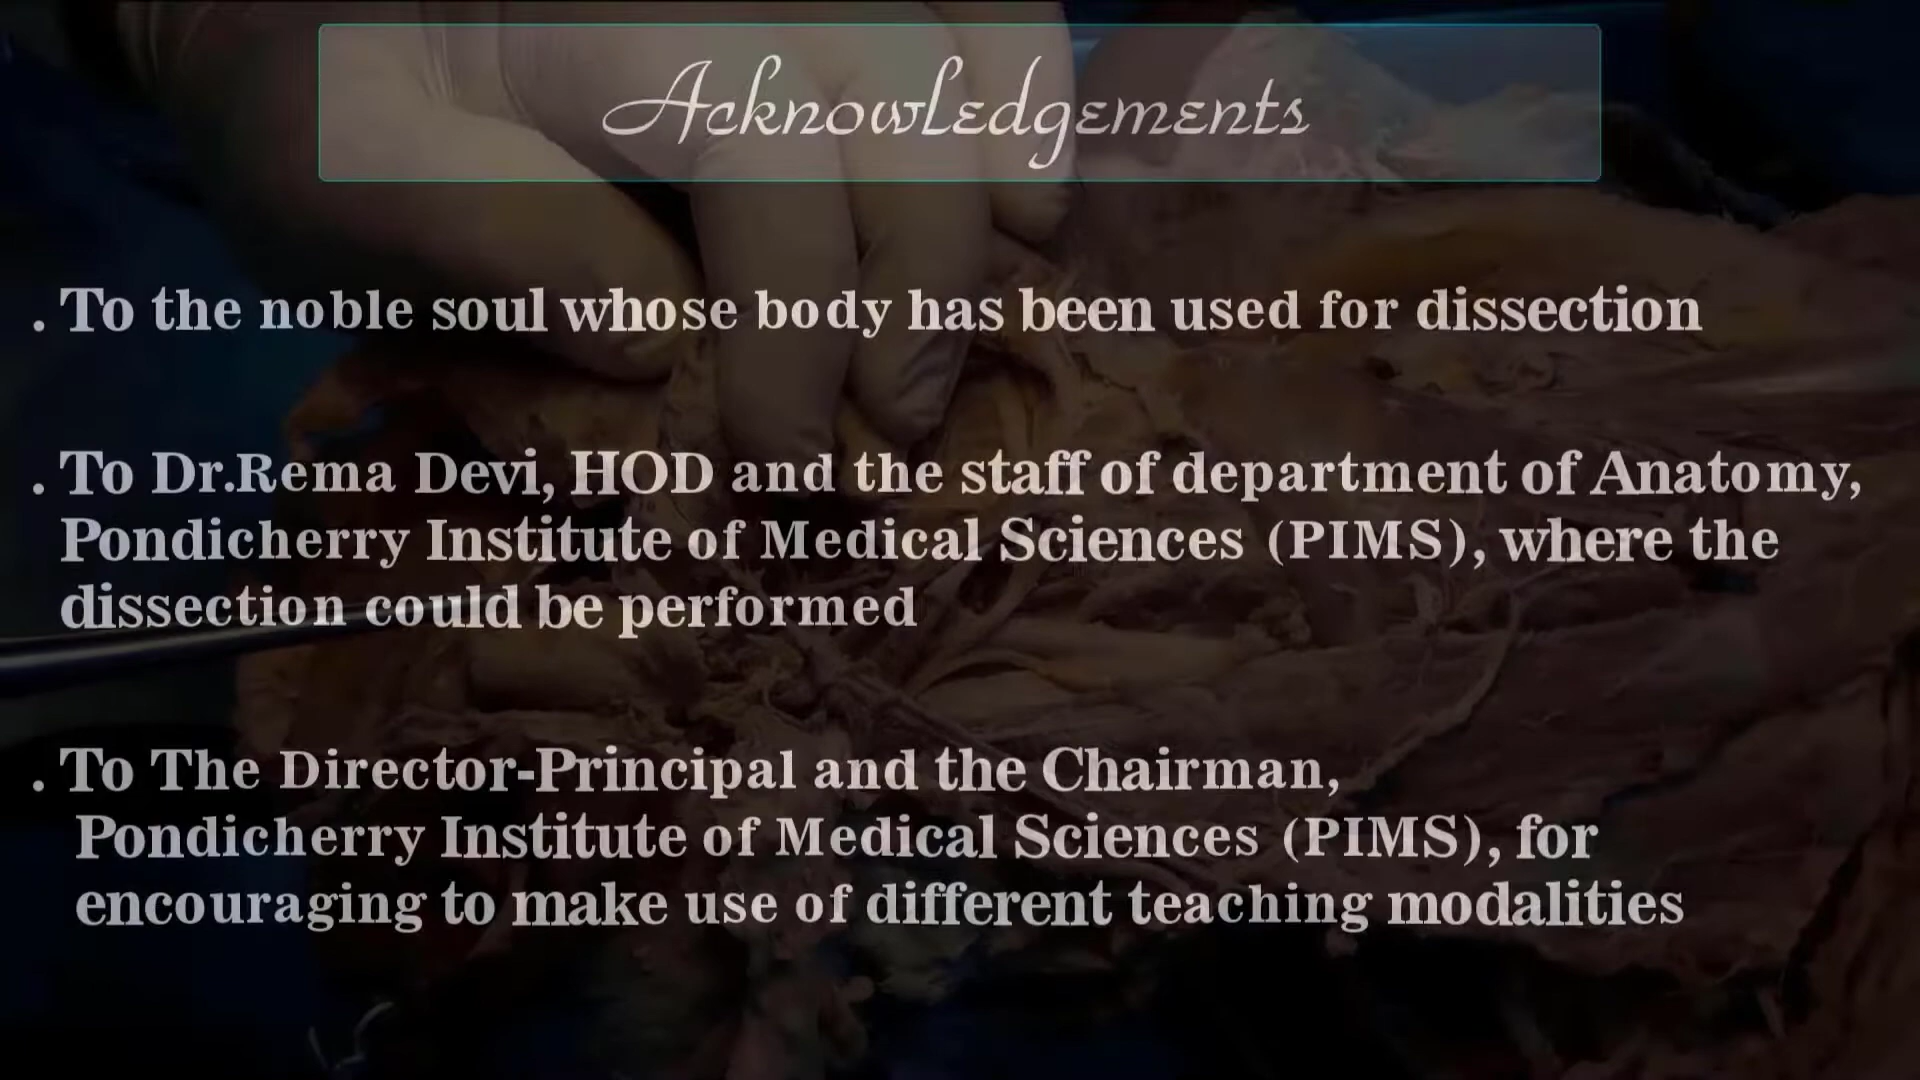 Acknowledgements
. To the noble soul whose body has been used for dissection
. To Dr.Rema Devi, HOD and the staff of department of Anatomy,
Pondicherry Institute of Medical Sciences (PIMS), where the
dissection could be performed
. To The Director-Principal and the Chairman,
Pondicherry Institute of Medical Sciences (PIMS), for
encouraging to make use of different teaching modalities